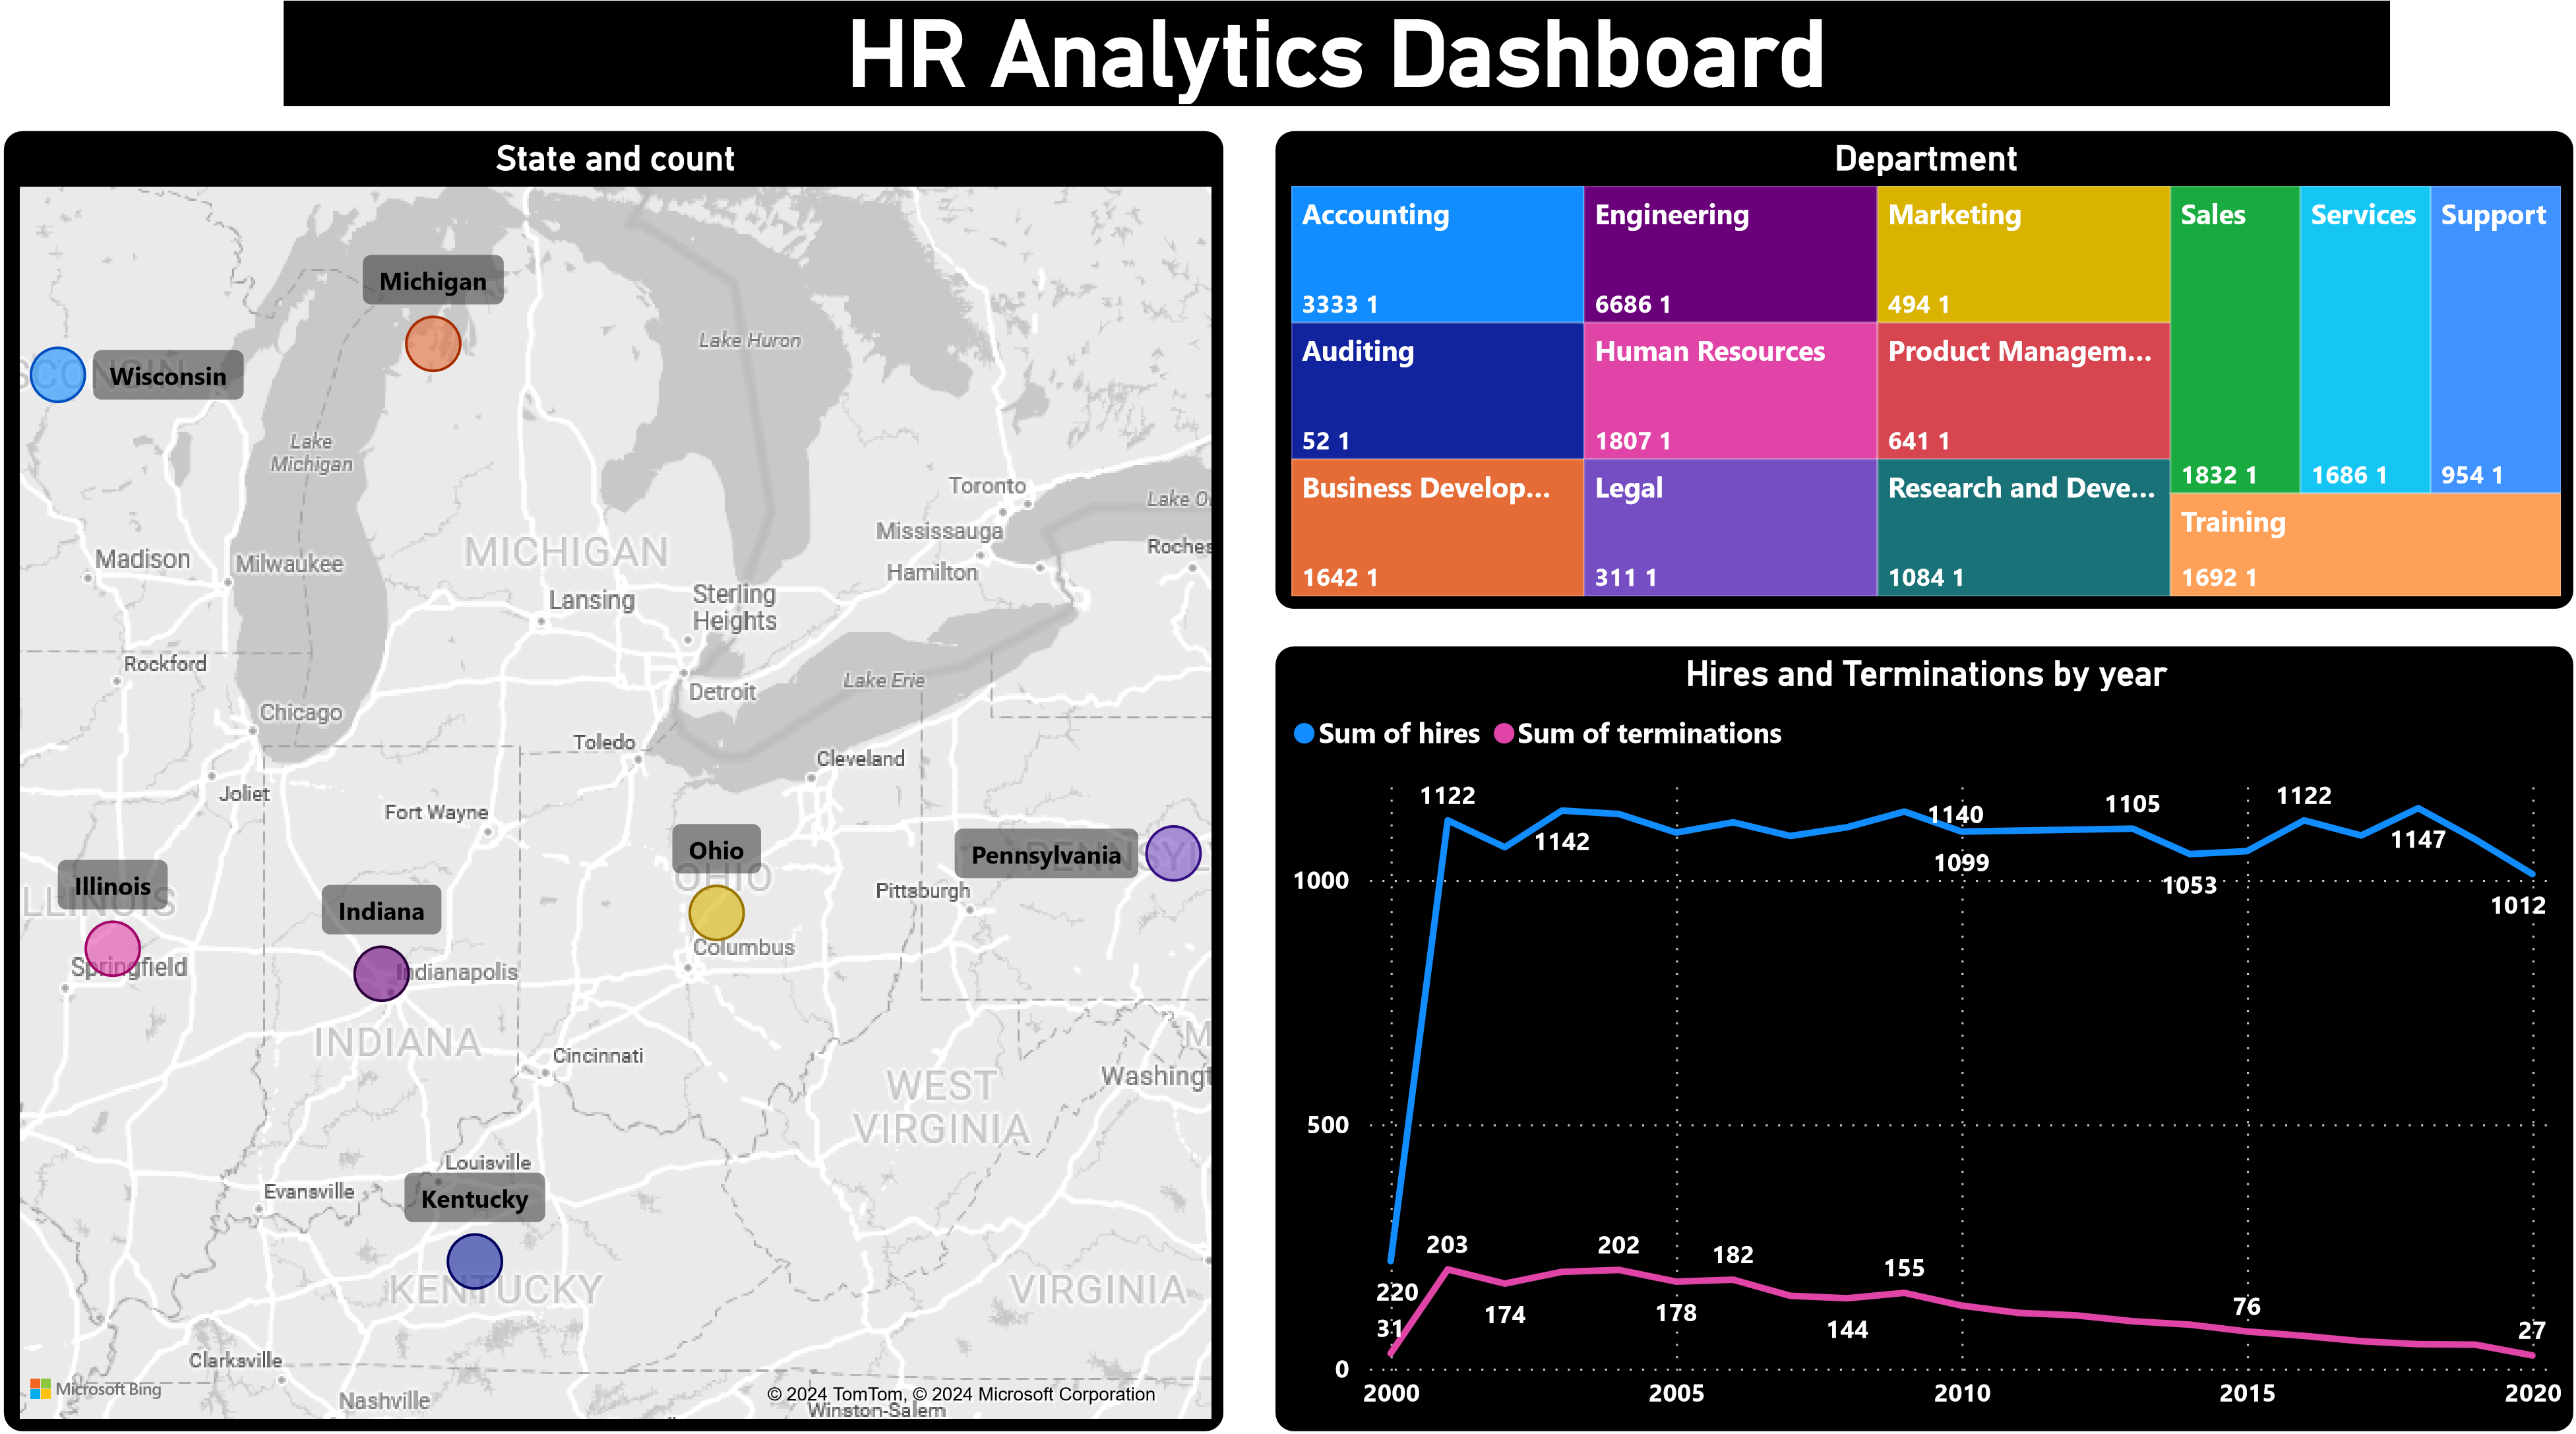 HR Analytics Dashboard
State and count
Michigan
Lake Huron
Wisconsin
Lake
Michigan
Toronto
Mississauga
Hamilton
Madison
Milwaukee
MICHIGAN
Lansing
Sterling
Heights
Rockford
Detroit
Lake Erie
Chicago
Toledo
Cleveland
Joliet
Fort Wayne
Ohio
OHIO
Pennsylvania
Pittsburgh
Illinois
Indiana
Columbus
Springfield
Indianapolis
INDIANA
Cincinnati
WEST
VIRGINIA
Louisville
Evansville
Kentucky
KENTUCKY
VIRGINIA
Clarksville
Nashville
Microsoft Bing
© 2024 TomTom, © 2024 Microsoft Corporation
Winston-Salem
Department
Accounting
3333 1
Engineering
6686 1
Marketing
494 1
Sales
1832 1
Services
1686 1
Support
954 1
Auditing
52 1
Human Resources
1807 1
Product Managem...
641 1
Business Develop...
1642 1
Legal
311 1
Research and Deve...
1084 1
Training
1692 1
Hires and Terminations by year
Sum of hires Sum of terminations
1122
1142
1140
1099
1105
1053
1122
1147
1012
1000
500
0
220
31
203
174
202
178
182
144
155
76
27
2000 2005 2010 2015 2020